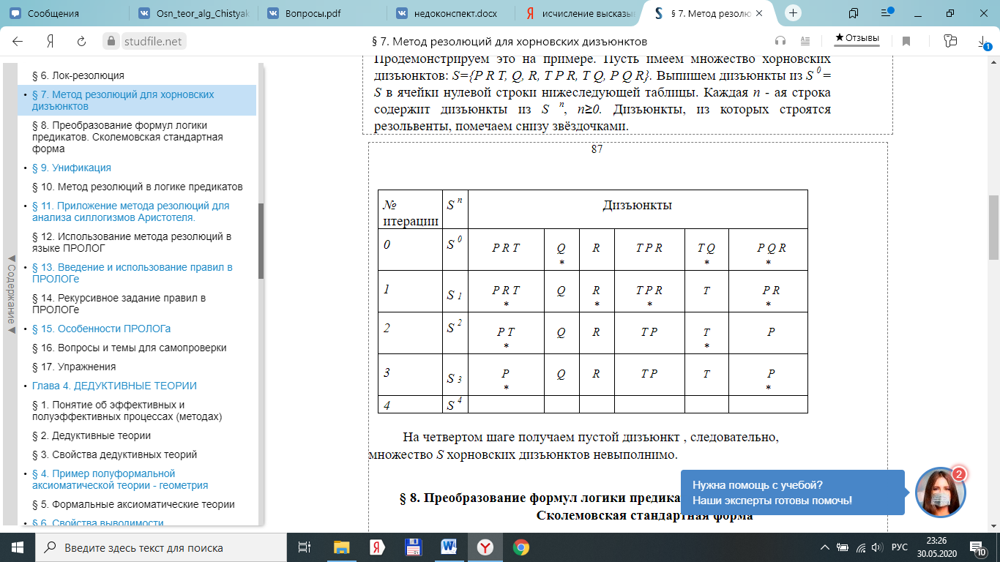 Сообщения
Osn_teor_alg_Chistyak
Вопросы.pdf
недоконспект.docx
исчисление высказы
§ 7. Метод резолю
studfile.net
§ 7. Метод резолюций для хорновских дизъюнктов
★ Отзывы
1
Содержание
§ 6. Лок-резолюция
• § 7. Метод резолюций для хорновских
дизъюнктов
§ 8. Преобразование формул логики
предикатов. Сколемовская стандартная
форма
• § 9. Унификация
§ 10. Метод резолюций в логике предикатов
• § 11. Приложение метода резолюций для
анализа силлогизмов Аристотеля.
§ 12. Использование метода резолюций в
языке ПРОЛОГ
• § 13. Введение и использование правил в
ПРОЛОГе
§ 14. Рекурсивное задание правил в
ПРОЛОГе
• § 15. Особенности ПРОЛОГа
§ 16. Вопросы и темы для самопроверки
§ 17. Упражнения
• Глава 4. ДЕДУКТИВНЫЕ ТЕОРИИ
§ 1. Понятие об эффективных и
полуэффективных процессах (методах)
§ 2. Дедуктивные теории
§ 3. Свойства дедуктивных теорий
• § 4. Пример полуформальной
аксиоматической теории - геометрия
§ 5. Формальные аксиоматические теории
• § 6. Свойства выводимости
Продемонстрируем это на примере. Пусть имеем множество хорновских
дизъюнктов: S={P R T, Q, R, T P R, T Q, P Q R}. Выпишем дизъюнкты из S 0 =
S в ячейки нулевой строки нижеследующей таблицы. Каждая n - ая строка
содержит дизъюнкты из S n, n≥0. Дизъюнкты, из которых строятся
резольвенты, помечаем снизу звёздочками.
87
№ S n Дизъюнкты
итерации
0 S 0 P R T Q R T P R T Q P Q R
* * *
1 S 1 P R T Q R T P R T P R
* * * *
2 S 2 P T Q R T P T P
* *
3 S 3 P Q R T P T P
* *
4 S 4
На четвертом шаге получаем пустой дизъюнкт , следовательно,
множество S хорновских дизъюнктов невыполнимо.
§ 8. Преобразование формул логики предика
Сколемовская стандартная форма
Нужна помощь с учебой?
Наши эксперты готовы помочь!
2
Введите здесь текст для поиска
РУС
23:26
30.05.2020
10